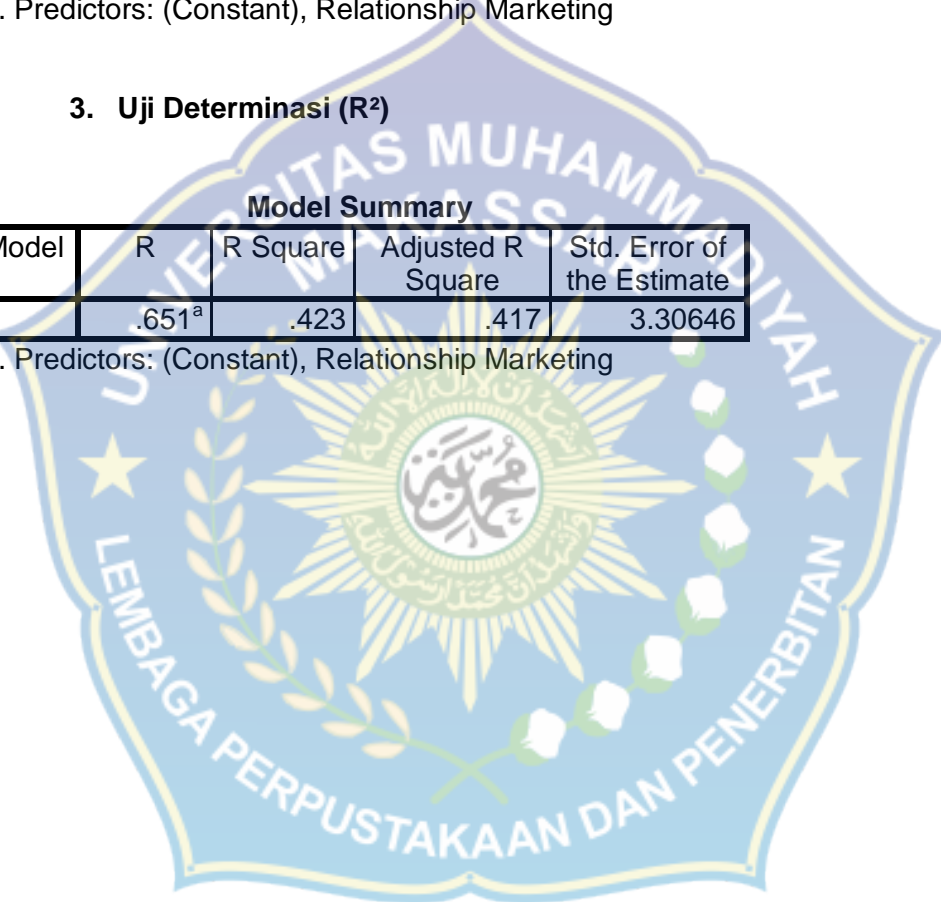 . Predictors: (Constant), Relationship Marketing
3. Uji Determinasi (R²)
Model Summary
Model R R Square Adjusted R Square Std. Error of the Estimate
.651ᵃ .423 .417 3.30646
. Predictors: (Constant), Relationship Marketing
UNIVERSITAS MUHAMMADIYAH
MAKASSAR
LEMBAGA PERPUSTAKAAN DAN PENERBITAN